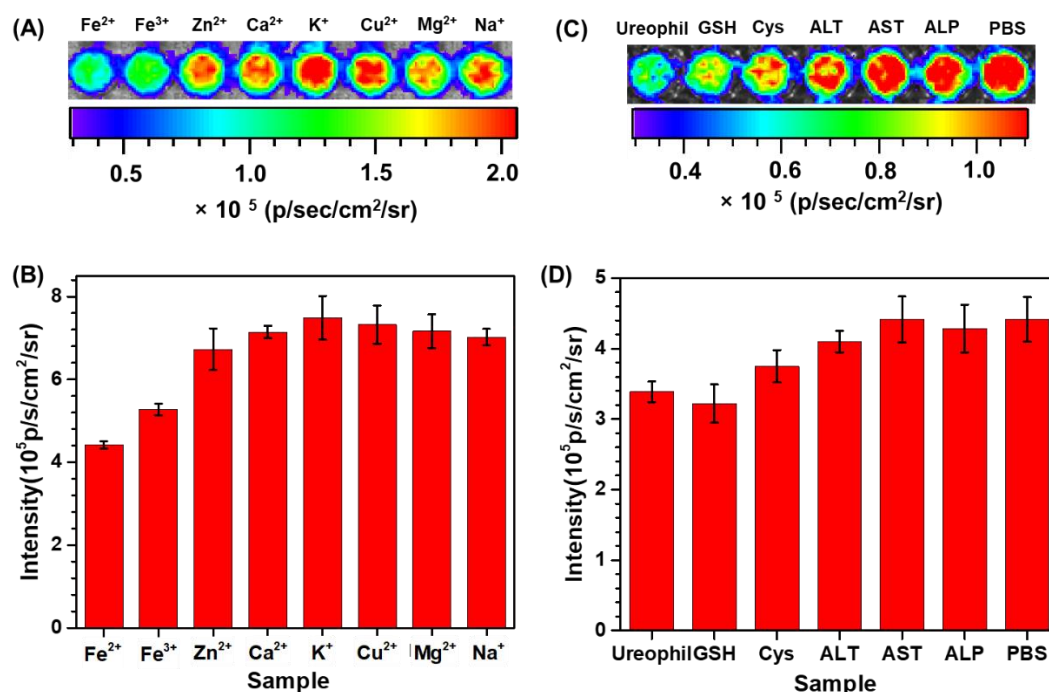 (A)
Fe²⁺ Fe³⁺ Zn²⁺ Ca²⁺ K⁺ Cu²⁺ Mg²⁺ Na⁺
0.5 1.0 1.5 2.0
× 10 ⁵ (p/sec/cm²/sr)
(C)
Ureophil GSH Cys ALT AST ALP PBS
0.4 0.6 0.8 1.0
× 10 ⁵ (p/sec/cm²/sr)
(B)
Intensity(10⁵p/s/cm²/sr)
8
6
4
2
0
Fe²⁺ Fe³⁺ Zn²⁺ Ca²⁺ K⁺ Cu²⁺ Mg²⁺ Na⁺
Sample
(D)
Intensity(10⁵p/s/cm²/sr)
5
4
3
2
1
0
Ureophil GSH Cys ALT AST ALP PBS
Sample